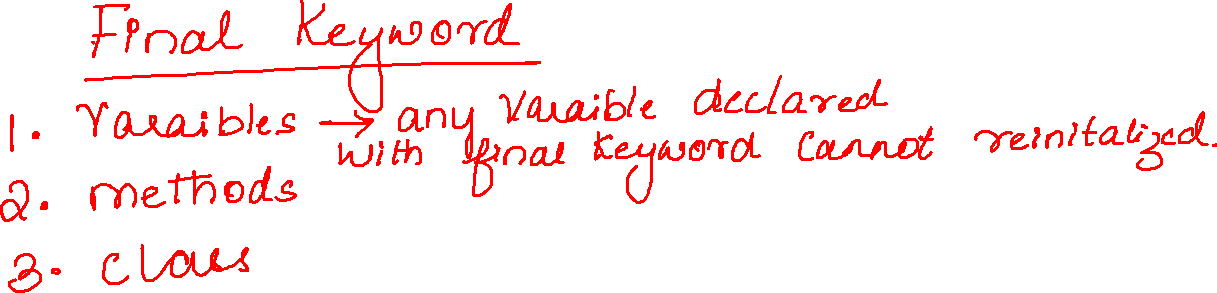 Final Keyword
1. Varaibles → any Varaible declared
with final keyword cannot reinitalized.
2. methods
3. class